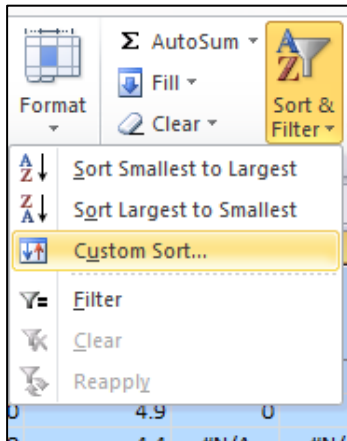 Σ AutoSum
Fill
Clear
Format
A
Z
Sort &
Filter
A
Z
Sort Smallest to Largest
Z
A
Sort Largest to Smallest
Custom Sort...
Filter
Clear
Reapply
0 4.9 0